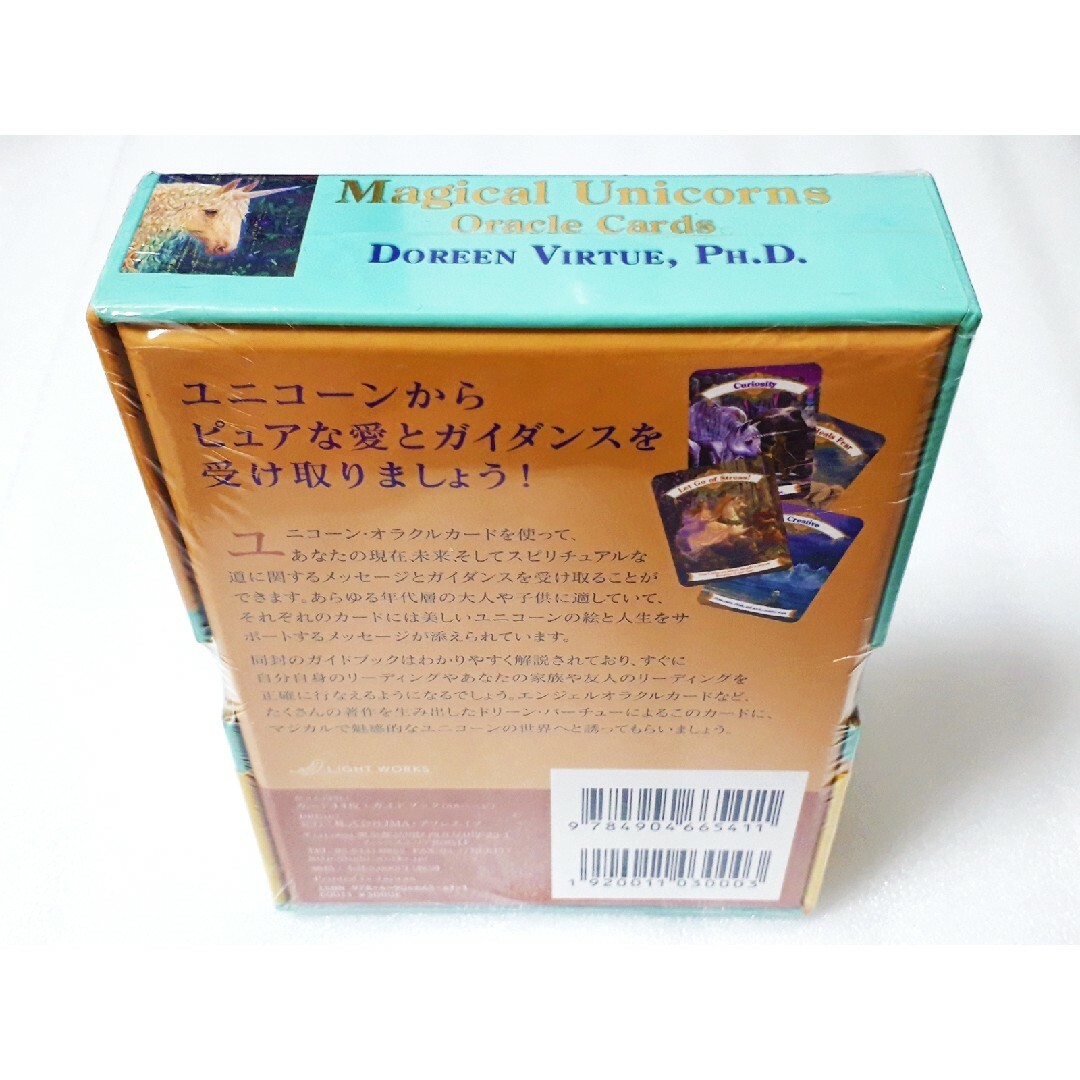 Magical Unicorns
Oracle Cards
DOREEN VIRTUE, PH.D.
ユニコーンから
ピュアな愛とガイダンスを
受け取りましょう!
Curiosity
Let Go of Stress!
Creative
ユニコーン・オラクルカードを使って、
あなたの現在、未来、そしてスピリチュアルな
道に関するメッセージとガイダンスを受け取ることが
できます。あらゆる年代層の大人や子供に適していて、
それぞれのカードには美しいユニコーンの絵と人生をサ
ポートするメッセージが添えられています。
同封のガイドブックはわかりやすく解説されており、すぐに
自分自身のリーディングやあなたの家族や友人のリーディングを
正確に行なえるようになるでしょう。エンジェルオラクルカードなど、
たくさんの著作を生み出したドリーン・バーチューによるこのカードに、
マジカルで魅惑的なユニコーンの世界へと誘ってもらいましょう。
LIGHT WORKS
9 784904 665411
1 920011 030003